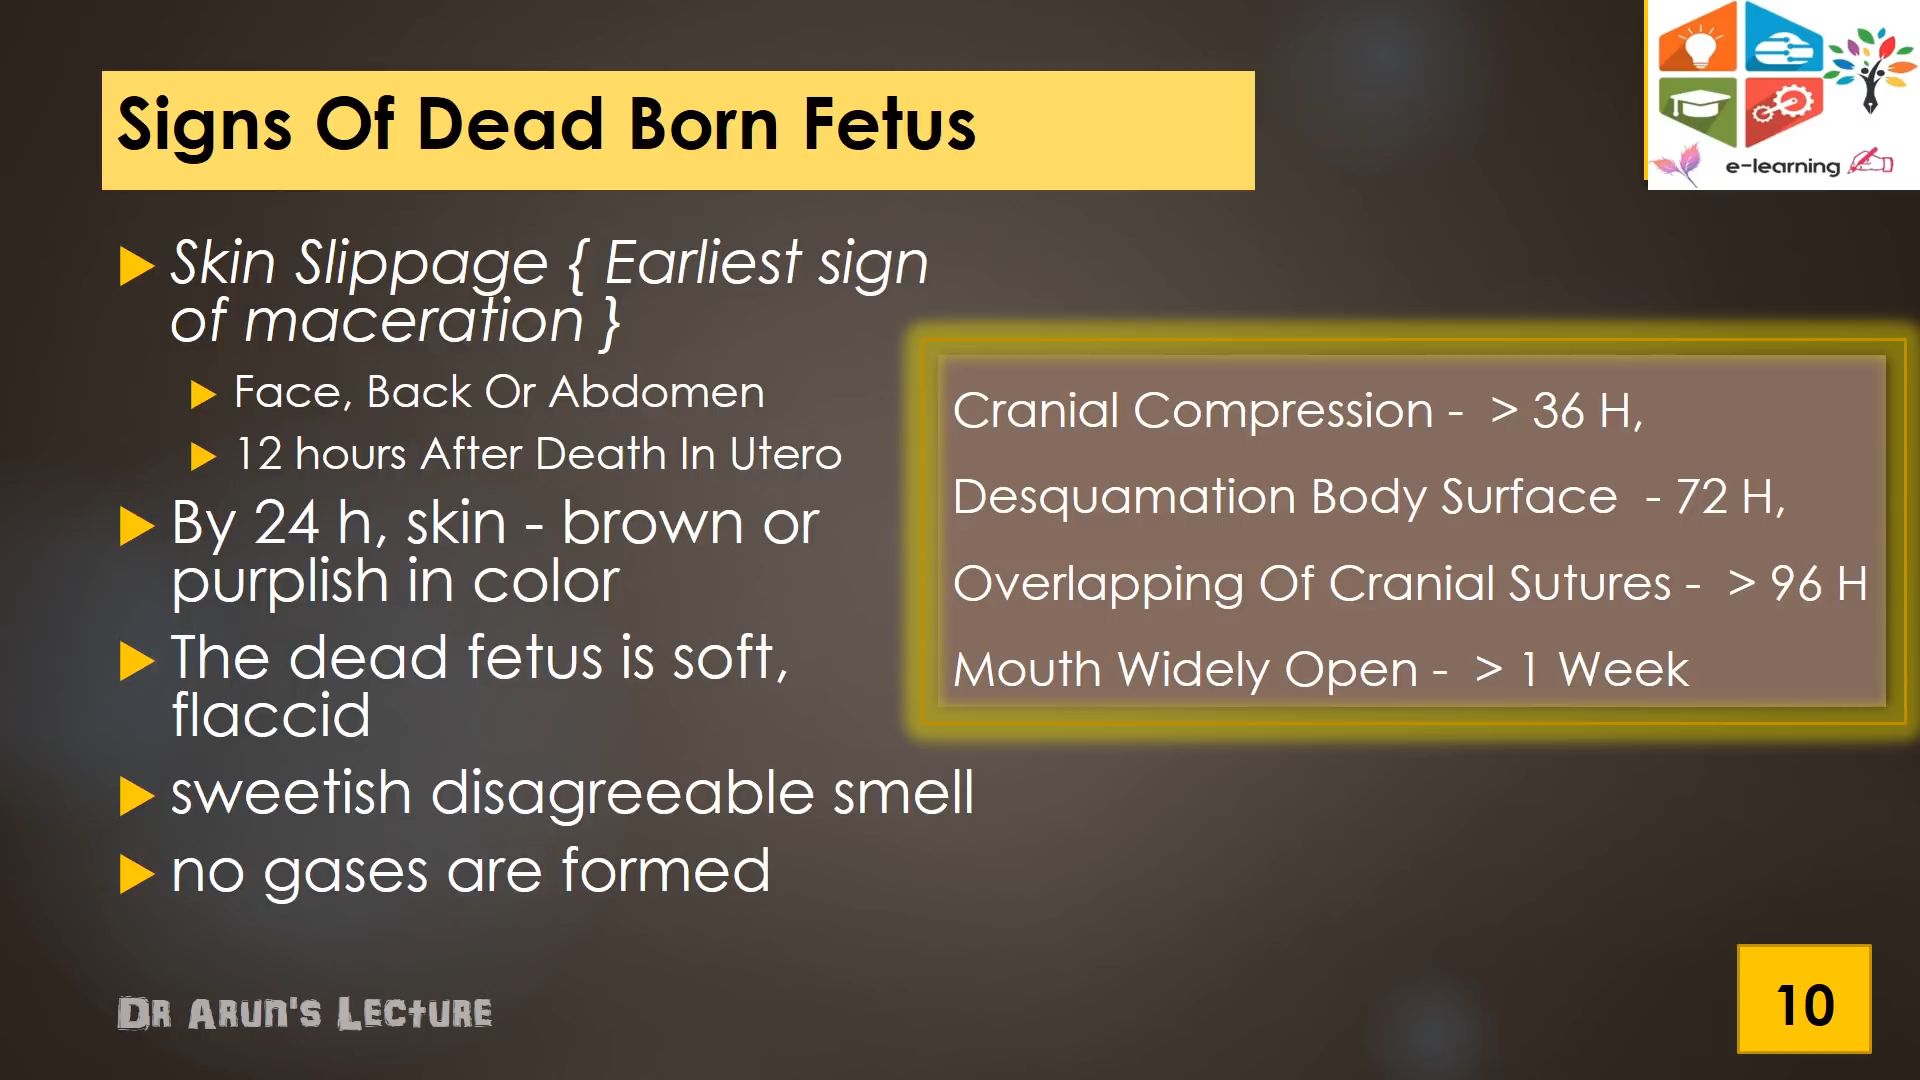 Signs Of Dead Born Fetus
e-learning
Skin Slippage { Earliest sign
of maceration }
Face, Back Or Abdomen
12 hours After Death In Utero
By 24 h, skin - brown or
purplish in color
The dead fetus is soft,
flaccid
sweetish disagreeable smell
no gases are formed
Cranial Compression - > 36 H,
Desquamation Body Surface - 72 H,
Overlapping Of Cranial Sutures - > 96 H
Mouth Widely Open - > 1 Week
Dr Arun's Lecture
10